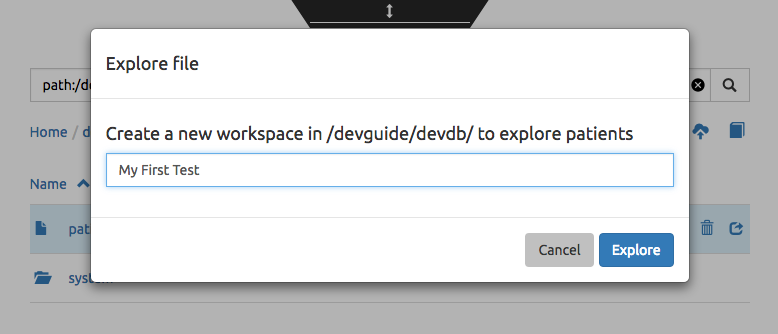 Explore file
path:/de
Create a new workspace in /devguide/devdb/ to explore patients
Home / d
My First Test
Name
pat
Cancel
Explore
syst